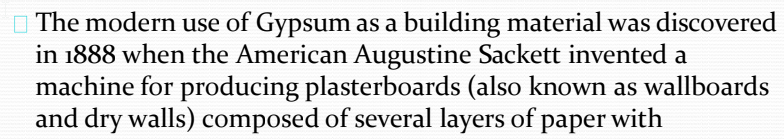 The modern use of Gypsum as a building material was discovered
in 1888 when the American Augustine Sackett invented a
machine for producing plasterboards (also known as wallboards
and dry walls) composed of several layers of paper with